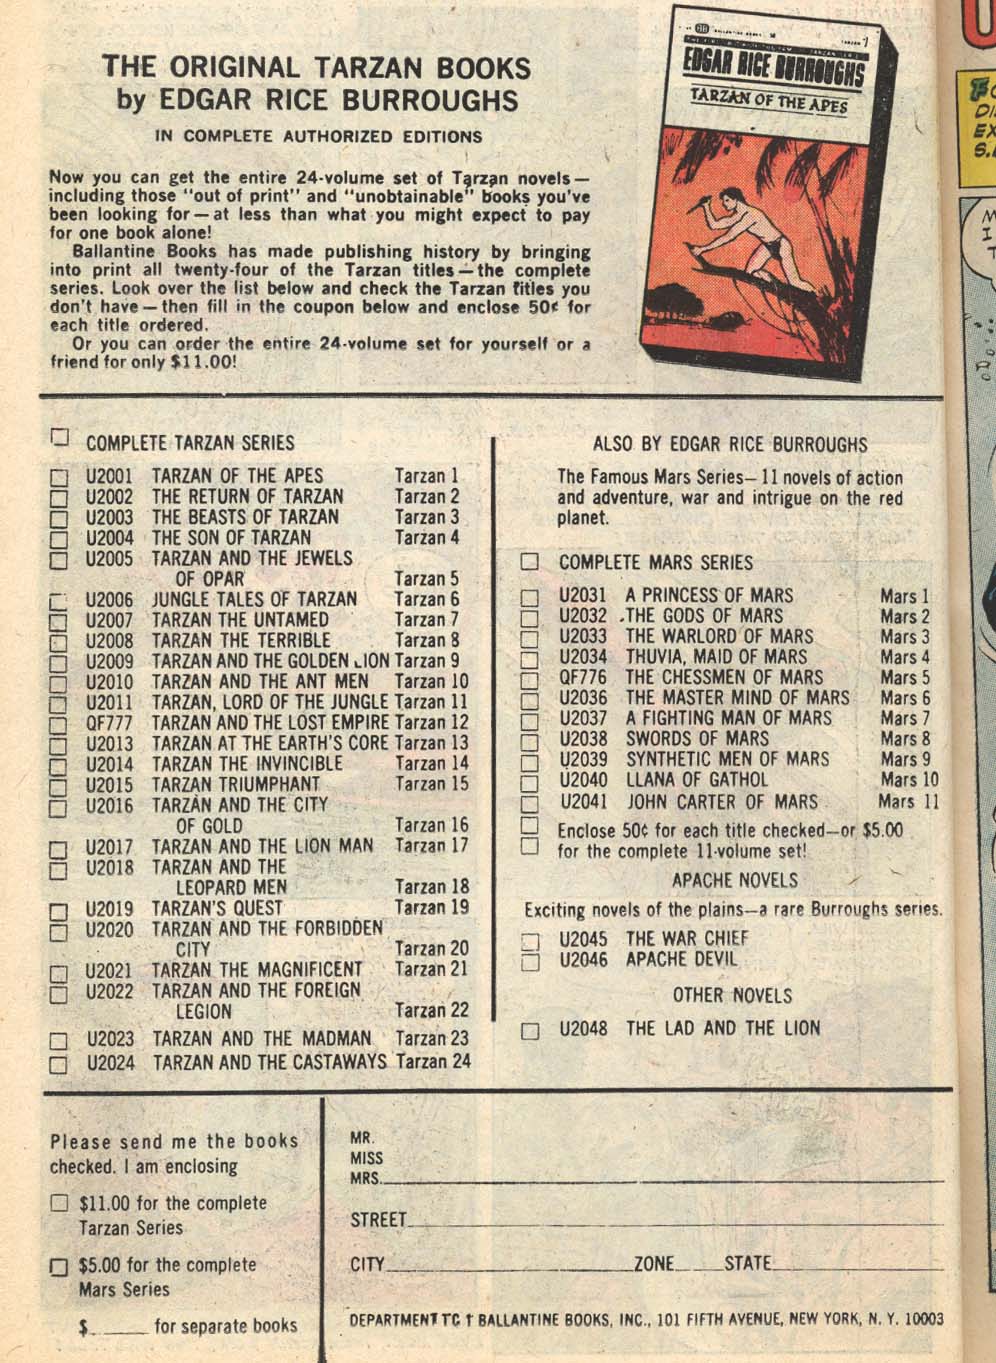 THE ORIGINAL TARZAN BOOKS
by EDGAR RICE BURROUGHS
IN COMPLETE AUTHORIZED EDITIONS
Now you can get the entire 24-volume set of Tarzan novels—
including those "out of print" and "unobtainable" books you've
been looking for—at less than what you might expect to pay
for one book alone!
Ballantine Books has made publishing history by bringing
into print all twenty-four of the Tarzan titles—the complete
series. Look over the list below and check the Tarzan titles you
don't have—then fill in the coupon below and enclose 50¢ for
each title ordered.
Or you can order the entire 24-volume set for yourself or a
friend for only $11.00!
EDGAR RICE BURROUGHS
TARZAN OF THE APES
COMPLETE TARZAN SERIES
U2001 TARZAN OF THE APES Tarzan 1
U2002 THE RETURN OF TARZAN Tarzan 2
U2003 THE BEASTS OF TARZAN Tarzan 3
U2004 THE SON OF TARZAN Tarzan 4
U2005 TARZAN AND THE JEWELS
OF OPAR Tarzan 5
U2006 JUNGLE TALES OF TARZAN Tarzan 6
U2007 TARZAN THE UNTAMED Tarzan 7
U2008 TARZAN THE TERRIBLE Tarzan 8
U2009 TARZAN AND THE GOLDEN LION Tarzan 9
U2010 TARZAN AND THE ANT MEN Tarzan 10
U2011 TARZAN, LORD OF THE JUNGLE Tarzan 11
QF777 TARZAN AND THE LOST EMPIRE Tarzan 12
U2013 TARZAN AT THE EARTH'S CORE Tarzan 13
U2014 TARZAN THE INVINCIBLE Tarzan 14
U2015 TARZAN TRIUMPHANT Tarzan 15
U2016 TARZAN AND THE CITY
OF GOLD Tarzan 16
U2017 TARZAN AND THE LION MAN Tarzan 17
U2018 TARZAN AND THE
LEOPARD MEN Tarzan 18
U2019 TARZAN'S QUEST Tarzan 19
U2020 TARZAN AND THE FORBIDDEN
CITY Tarzan 20
U2021 TARZAN THE MAGNIFICENT Tarzan 21
U2022 TARZAN AND THE FOREIGN
LEGION Tarzan 22
U2023 TARZAN AND THE MADMAN Tarzan 23
U2024 TARZAN AND THE CASTAWAYS Tarzan 24
ALSO BY EDGAR RICE BURROUGHS
The Famous Mars Series—11 novels of action
and adventure, war and intrigue on the red
planet.
COMPLETE MARS SERIES
U2031 A PRINCESS OF MARS Mars 1
U2032 THE GODS OF MARS Mars 2
U2033 THE WARLORD OF MARS Mars 3
U2034 THUVIA, MAID OF MARS Mars 4
QF776 THE CHESSMEN OF MARS Mars 5
U2036 THE MASTER MIND OF MARS Mars 6
U2037 A FIGHTING MAN OF MARS Mars 7
U2038 SWORDS OF MARS Mars 8
U2039 SYNTHETIC MEN OF MARS Mars 9
U2040 LLANA OF GATHOL Mars 10
U2041 JOHN CARTER OF MARS Mars 11
Enclose 50¢ for each title checked—or $5.00
for the complete 11-volume set!
APACHE NOVELS
Exciting novels of the plains—a rare Burroughs series.
U2045 THE WAR CHIEF
U2046 APACHE DEVIL
OTHER NOVELS
U2048 THE LAD AND THE LION
Please send me the books
checked. I am enclosing
$11.00 for the complete
Tarzan Series
$5.00 for the complete
Mars Series
$ for separate books
MR.
MISS
MRS.
STREET
CITY ZONE STATE
DEPARTMENT TC 1 BALLANTINE BOOKS, INC., 101 FIFTH AVENUE, NEW YORK, N. Y. 10003